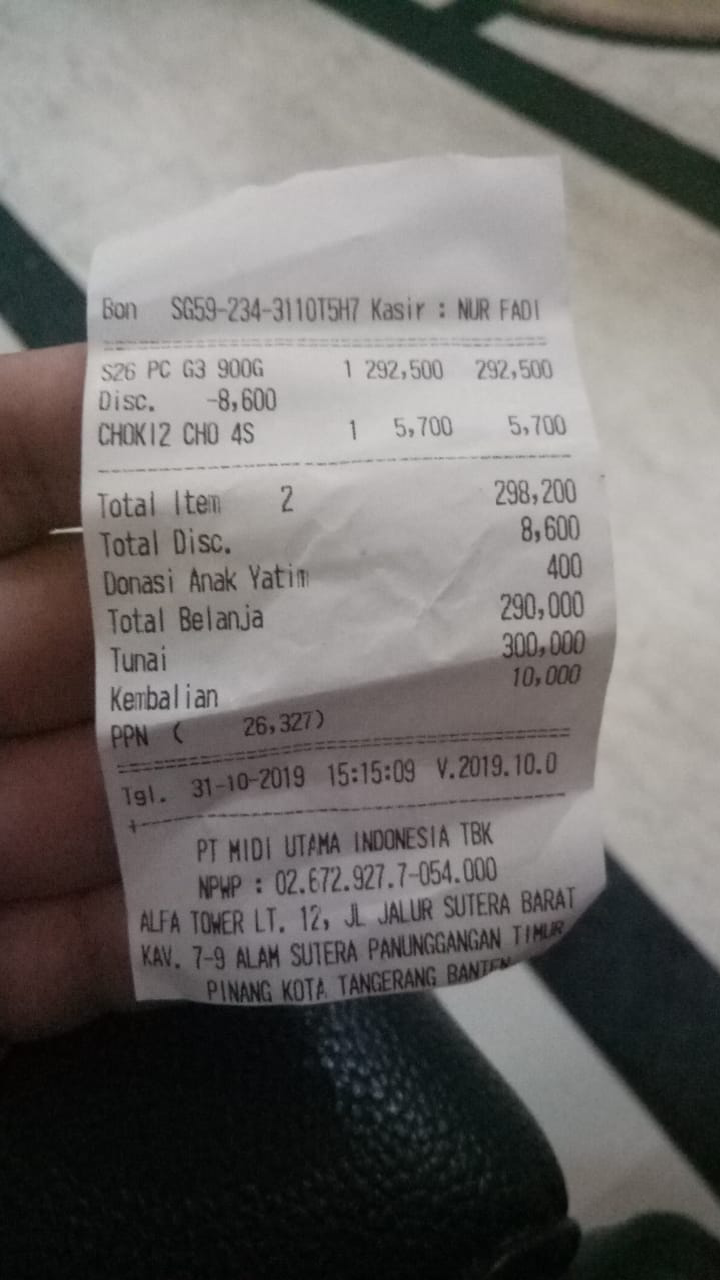 Bon SG59-234-3110T5H7 Kasir : NUR FADI
S26 PC G3 900G 1 292,500 292,500
Disc. -8,600
CHOKI2 CHO 4S 1 5,700 5,700
Total Item 2 298,200
Total Disc. 8,600
Donasi Anak Yatim 400
Total Belanja 290,000
Tunai 300,000
Kembalian 10,000
PPN ( 26,327)
Tgl. 31-10-2019 15:15:09 V.2019.10.0
PT MIDI UTAMA INDONESIA TBK
NPWP : 02.672.927.7-054.000
ALFA TOWER LT. 12, JL JALUR SUTERA BARAT
KAV. 7-9 ALAM SUTERA PANUNGGANGAN TIMUR
PINANG KOTA TANGERANG BANTEN